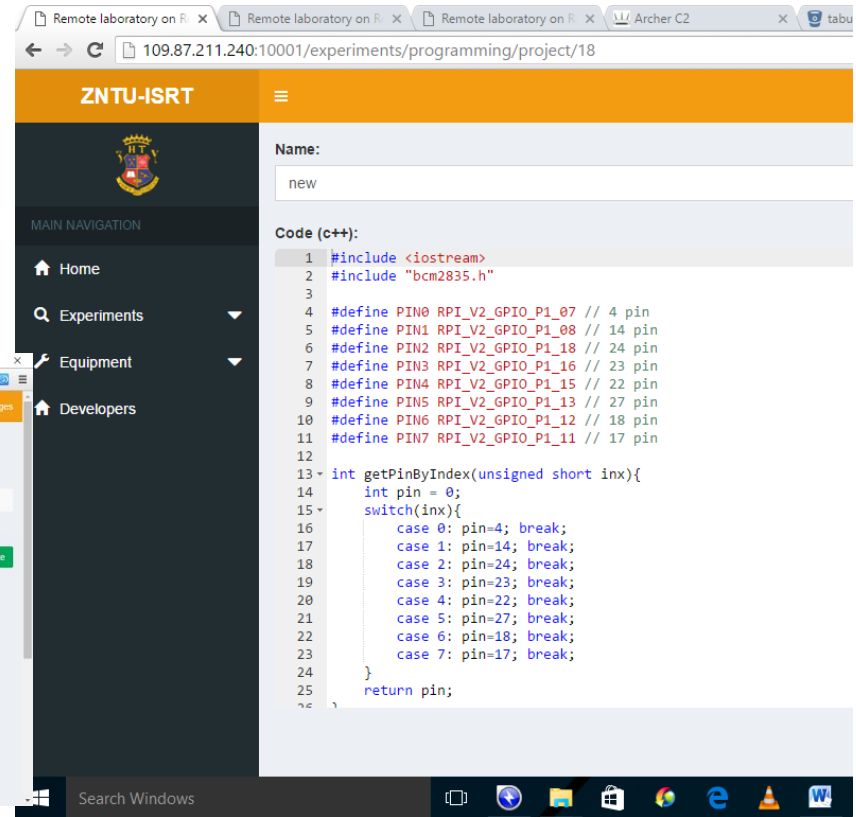 Remote laboratory on R
Remote laboratory on R
Remote laboratory on R
Archer C2
tabu
109.87.211.240:10001/experiments/programming/project/18
ZNTU-ISRT
Name:
new
MAIN NAVIGATION
Home
Experiments
Equipment
Developers
Code (c++):
1 #include <iostream>
2 #include "bcm2835.h"
3
4 #define PIN0 RPI_V2_GPIO_P1_07 // 4 pin
5 #define PIN1 RPI_V2_GPIO_P1_08 // 14 pin
6 #define PIN2 RPI_V2_GPIO_P1_18 // 24 pin
7 #define PIN3 RPI_V2_GPIO_P1_16 // 23 pin
8 #define PIN4 RPI_V2_GPIO_P1_15 // 22 pin
9 #define PIN5 RPI_V2_GPIO_P1_13 // 27 pin
10 #define PIN6 RPI_V2_GPIO_P1_12 // 18 pin
11 #define PIN7 RPI_V2_GPIO_P1_11 // 17 pin
12
13 int getPinByIndex(unsigned short inx){
14 int pin = 0;
15 switch(inx){
16 case 0: pin=4; break;
17 case 1: pin=14; break;
18 case 2: pin=24; break;
19 case 3: pin=23; break;
20 case 4: pin=22; break;
21 case 5: pin=27; break;
22 case 6: pin=18; break;
23 case 7: pin=17; break;
24 }
25 return pin;
26 }
ges
e
Search Windows